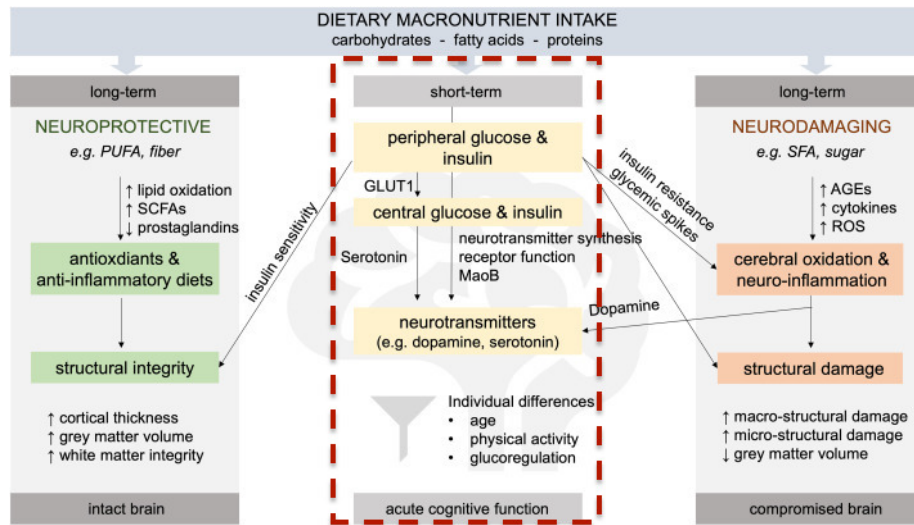 DIETARY MACRONUTRIENT INTAKE
carbohydrates - fatty acids - proteins
long-term
NEUROPROTECTIVE
e.g. PUFA, fiber
↑ lipid oxidation
↑ SCFAs
↓ prostaglandins
antioxdiants &
anti-inflammatory diets
structural integrity
↑ cortical thickness
↑ grey matter volume
↑ white matter integrity
intact brain
insulin sensitivity
short-term
peripheral glucose &
insulin
GLUT1
central glucose & insulin
Serotonin
neurotransmitter synthesis
receptor function
MaoB
neurotransmitters
(e.g. dopamine, serotonin)
Individual differences
• age
• physical activity
• glucoregulation
acute cognitive function
insulin resistance
glycemic spikes
Dopamine
long-term
NEURODAMAGING
e.g. SFA, sugar
↑ AGEs
↑ cytokines
↑ ROS
cerebral oxidation &
neuro-inflammation
structural damage
↑ macro-structural damage
↑ micro-structural damage
↓ grey matter volume
compromised brain